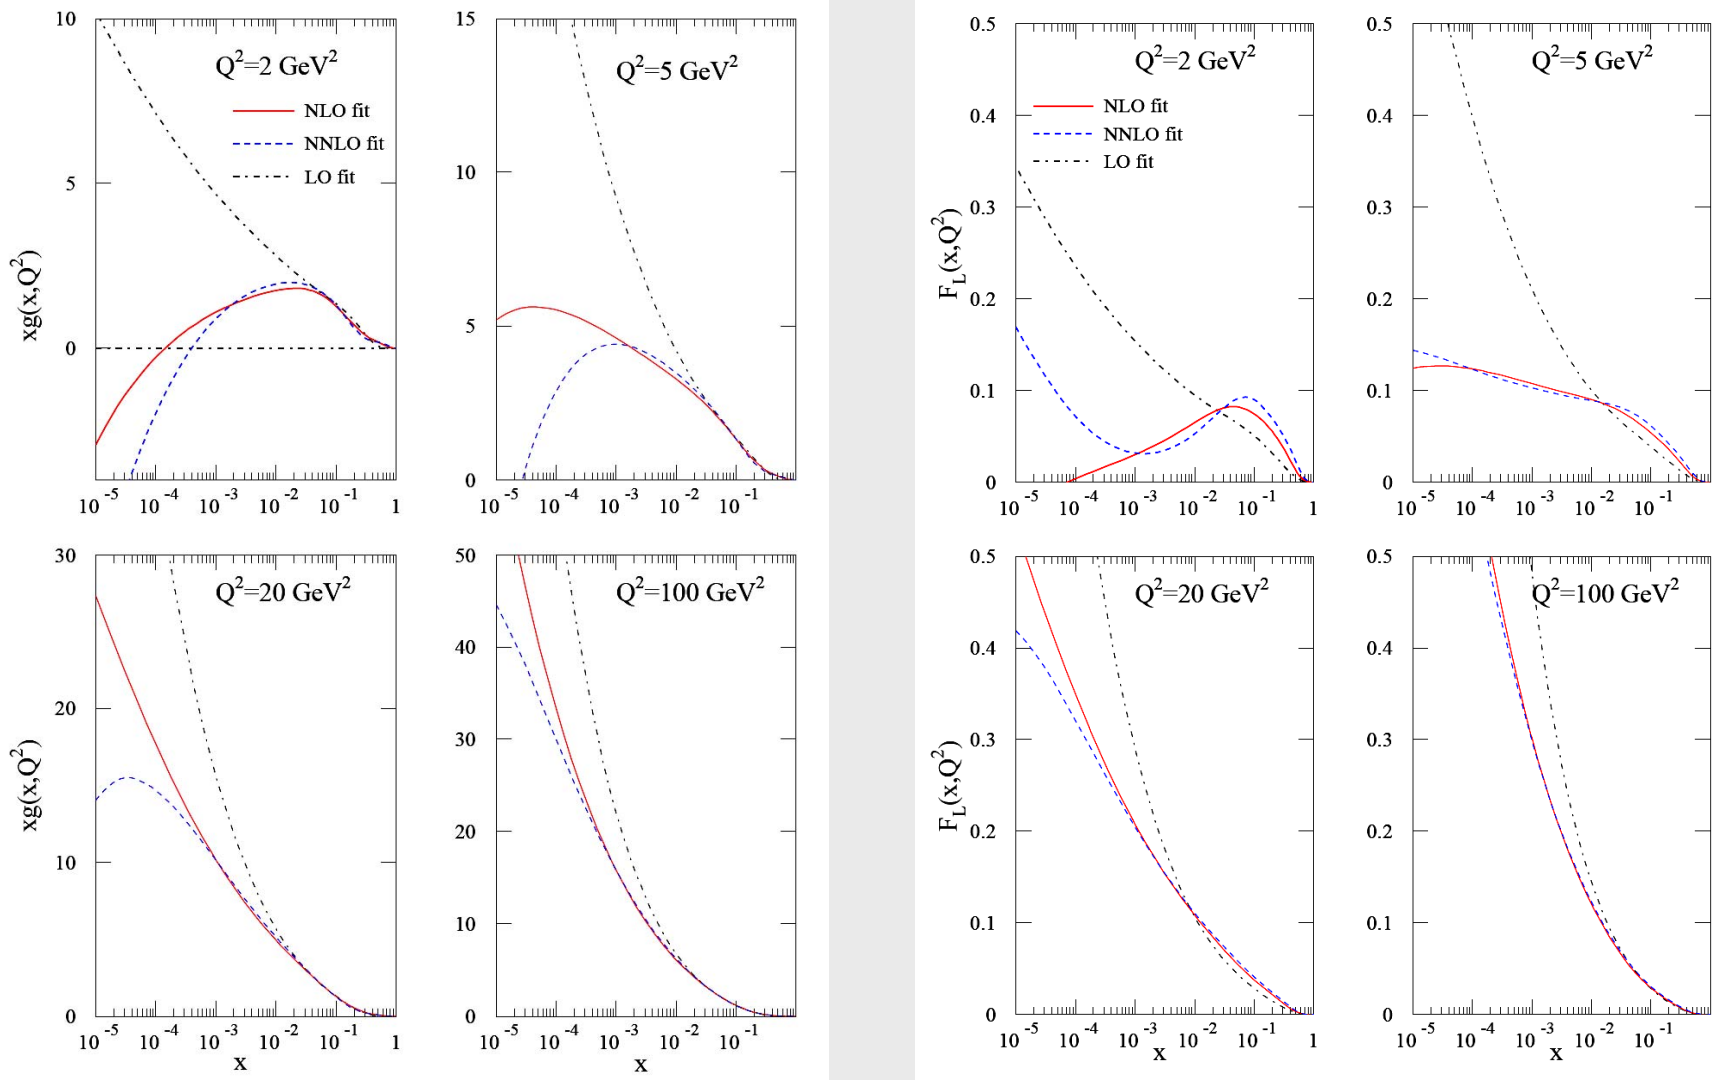 10
Q²=2 GeV²
NLO fit
NNLO fit
LO fit
5
0
xg(x,Q²)
10⁻⁵ 10⁻⁴ 10⁻³ 10⁻² 10⁻¹ 1
15
Q²=5 GeV²
10
5
0
10⁻⁵ 10⁻⁴ 10⁻³ 10⁻² 10⁻¹
30
Q²=20 GeV²
20
10
0
xg(x,Q²)
10⁻⁵ 10⁻⁴ 10⁻³ 10⁻² 10⁻¹ 1
x
50
Q²=100 GeV²
40
30
20
10
0
10⁻⁵ 10⁻⁴ 10⁻³ 10⁻² 10⁻¹
x
0.5
Q²=2 GeV²
0.4
NLO fit
NNLO fit
LO fit
0.3
0.2
0.1
0
F_L(x,Q²)
10⁻⁵ 10⁻⁴ 10⁻³ 10⁻² 10⁻¹ 1
0.5
Q²=5 GeV²
0.4
0.3
0.2
0.1
0
10⁻⁵ 10⁻⁴ 10⁻³ 10⁻² 10⁻¹
0.5
Q²=20 GeV²
0.4
0.3
0.2
0.1
0
F_L(x,Q²)
10⁻⁵ 10⁻⁴ 10⁻³ 10⁻² 10⁻¹ 1
x
0.5
Q²=100 GeV²
0.4
0.3
0.2
0.1
0
10⁻⁵ 10⁻⁴ 10⁻³ 10⁻² 10⁻¹
x